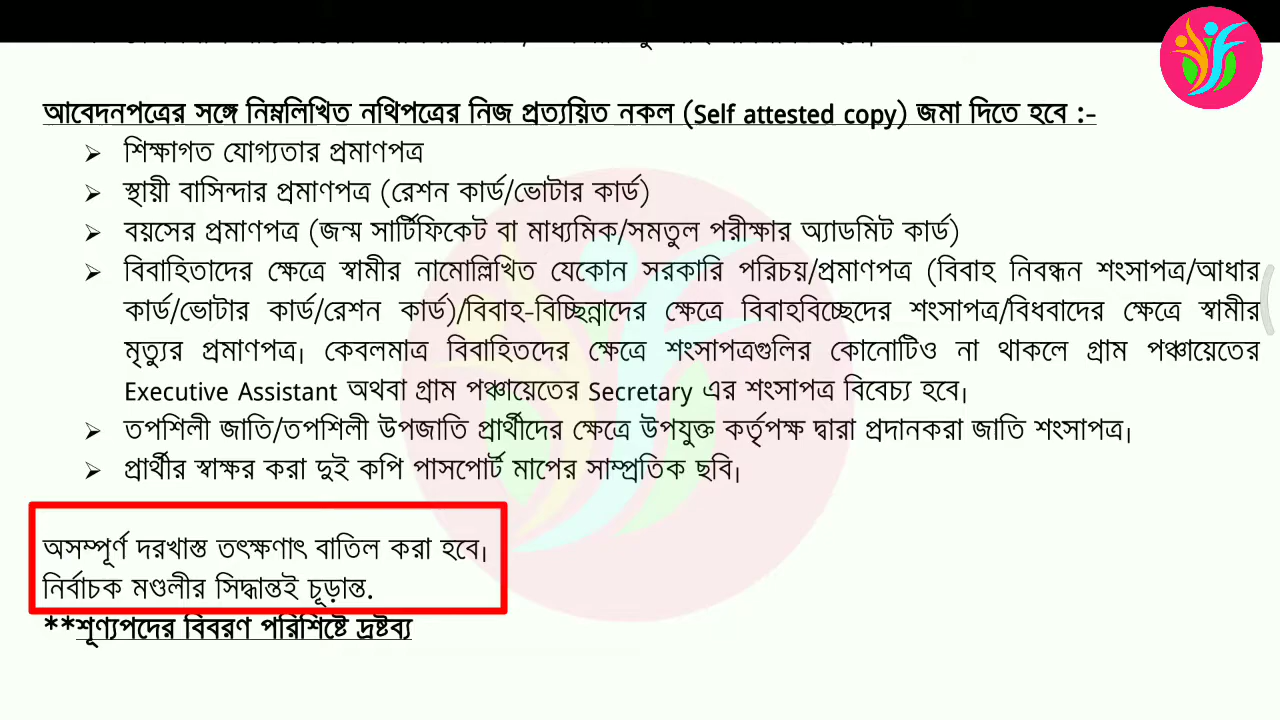 আবেদনপত্রের সঙ্গে নিম্নলিখিত নথিপত্রের নিজ প্রত্যয়িত নকল (Self attested copy) জমা দিতে হবে :-
➢ শিক্ষাগত যোগ্যতার প্রমাণপত্র
➢ স্থায়ী বাসিন্দার প্রমাণপত্র (রেশন কার্ড/ভোটার কার্ড)
➢ বয়সের প্রমাণপত্র (জন্ম সার্টিফিকেট বা মাধ্যমিক/সমতুল পরীক্ষার অ্যাডমিট কার্ড)
➢ বিবাহিতাদের ক্ষেত্রে স্বামীর নামোল্লিখিত যেকোন সরকারি পরিচয়/প্রমাণপত্র (বিবাহ নিবন্ধন শংসাপত্র/আধার
কার্ড/ভোটার কার্ড/রেশন কার্ড)/বিবাহ-বিচ্ছিন্নাদের ক্ষেত্রে বিবাহবিচ্ছেদের শংসাপত্র/বিধবাদের ক্ষেত্রে স্বামীর
মৃত্যুর প্রমাণপত্র। কেবলমাত্র বিবাহিতদের ক্ষেত্রে শংসাপত্রগুলির কোনোটিও না থাকলে গ্রাম পঞ্চায়েতের
Executive Assistant অথবা গ্রাম পঞ্চায়েতের Secretary এর শংসাপত্র বিবেচ্য হবে।
➢ তপশিলী জাতি/তপশিলী উপজাতি প্রার্থীদের ক্ষেত্রে উপযুক্ত কর্তৃপক্ষ দ্বারা প্রদানকরা জাতি শংসাপত্র।
➢ প্রার্থীর স্বাক্ষর করা দুই কপি পাসপোর্ট মাপের সাম্প্রতিক ছবি।
অসম্পূর্ণ দরখাস্ত তৎক্ষণাৎ বাতিল করা হবে।
নির্বাচক মণ্ডলীর সিদ্ধান্তই চূড়ান্ত.
**শূণ্যপদের বিবরণ পরিশিষ্টে দ্রষ্টব্য